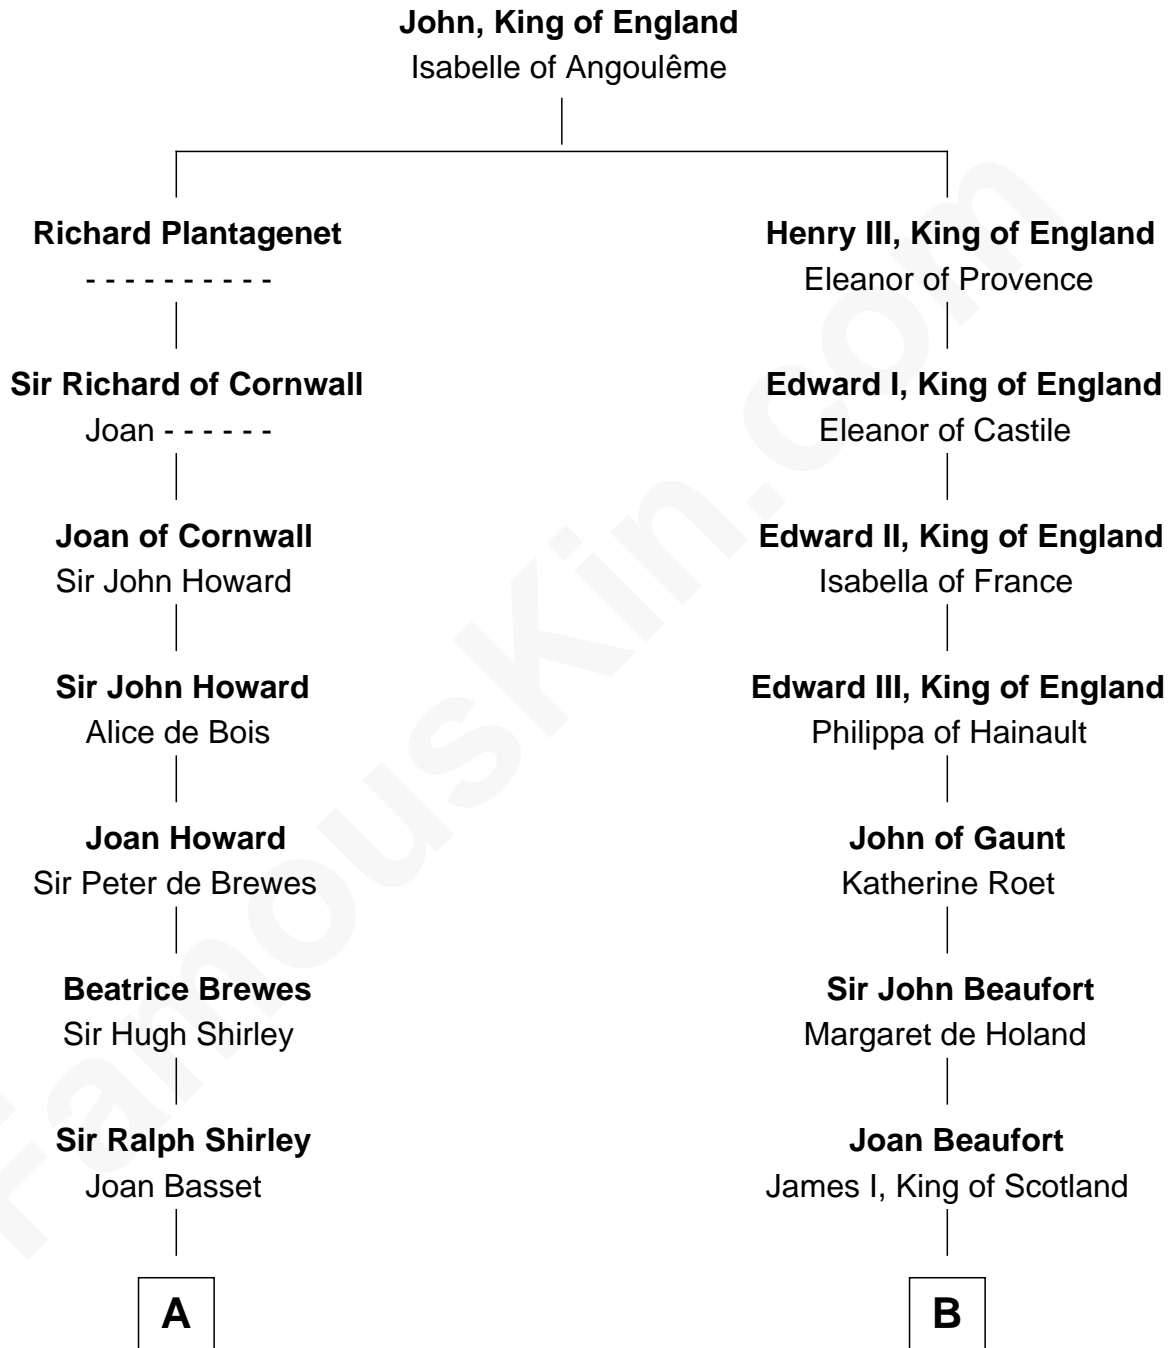 John, King of England
Isabelle of Angoulême
Richard Plantagenet
- - - - - - - - - -
Sir Richard of Cornwall
Joan - - - - - -
Joan of Cornwall
Sir John Howard
Sir John Howard
Alice de Bois
Joan Howard
Sir Peter de Brewes
Beatrice Brewes
Sir Hugh Shirley
Sir Ralph Shirley
Joan Basset
A
Henry III, King of England
Eleanor of Provence
Edward I, King of England
Eleanor of Castile
Edward II, King of England
Isabella of France
Edward III, King of England
Philippa of Hainault
John of Gaunt
Katherine Roet
Sir John Beaufort
Margaret de Holand
Joan Beaufort
James I, King of Scotland
B
FamousKin.com